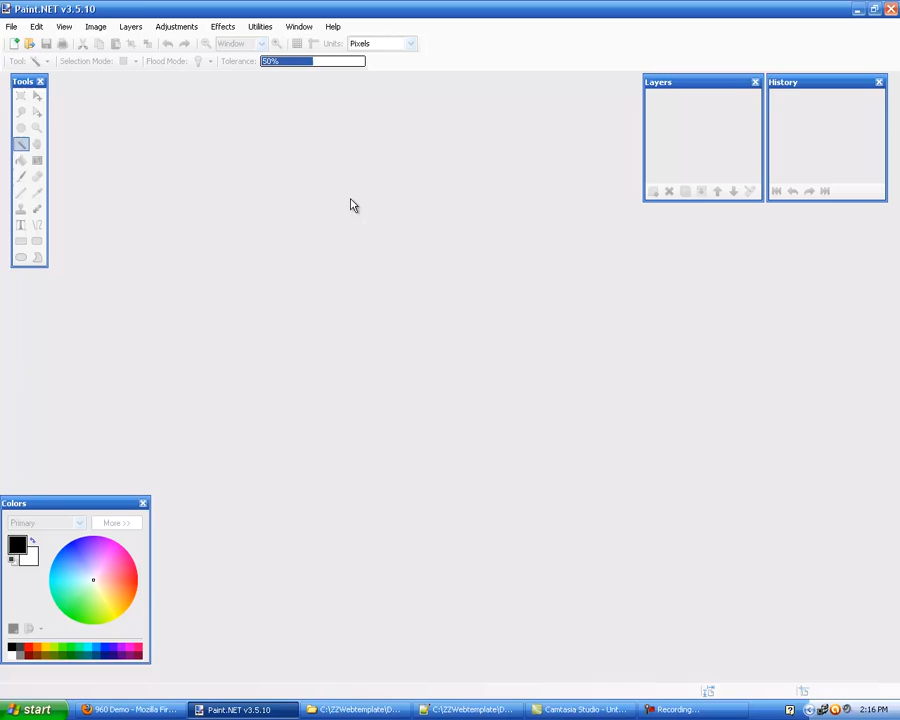 Paint.NET v3.5.10
File Edit View Image Layers Adjustments Effects Utilities Window Help
Window Units: Pixels
Tool: Selection Mode: Flood Mode: Tolerance: 50%
Tools
Layers
History
Colors
Primary More >>
start 960 Demo - Mozilla Fir... Paint.NET v3.5.10 C:\ZZWebtemplate\D... C:\ZZWebtemplate\D... Camtasia Studio - Unt... Recording... 2:16 PM